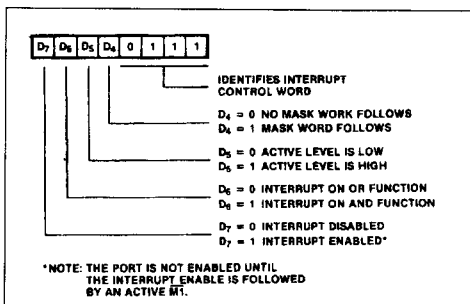 D7 D6 D5 D4 0 1 1 1
IDENTIFIES INTERRUPT
CONTROL WORD
D4 = 0 NO MASK WORK FOLLOWS
D4 = 1 MASK WORD FOLLOWS
D5 = 0 ACTIVE LEVEL IS LOW
D5 = 1 ACTIVE LEVEL IS HIGH
D6 = 0 INTERRUPT ON OR FUNCTION
D6 = 1 INTERRUPT ON AND FUNCTION
D7 = 0 INTERRUPT DISABLED
D7 = 1 INTERRUPT ENABLED*
*NOTE: THE PORT IS NOT ENABLED UNTIL
THE INTERRUPT ENABLE IS FOLLOWED
BY AN ACTIVE M1.